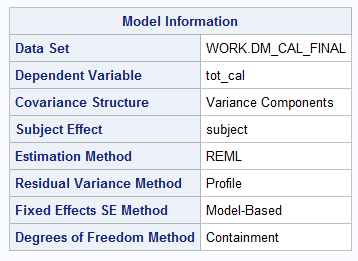 Model Information
Data Set WORK.DM_CAL_FINAL
Dependent Variable tot_cal
Covariance Structure Variance Components
Subject Effect subject
Estimation Method REML
Residual Variance Method Profile
Fixed Effects SE Method Model-Based
Degrees of Freedom Method Containment